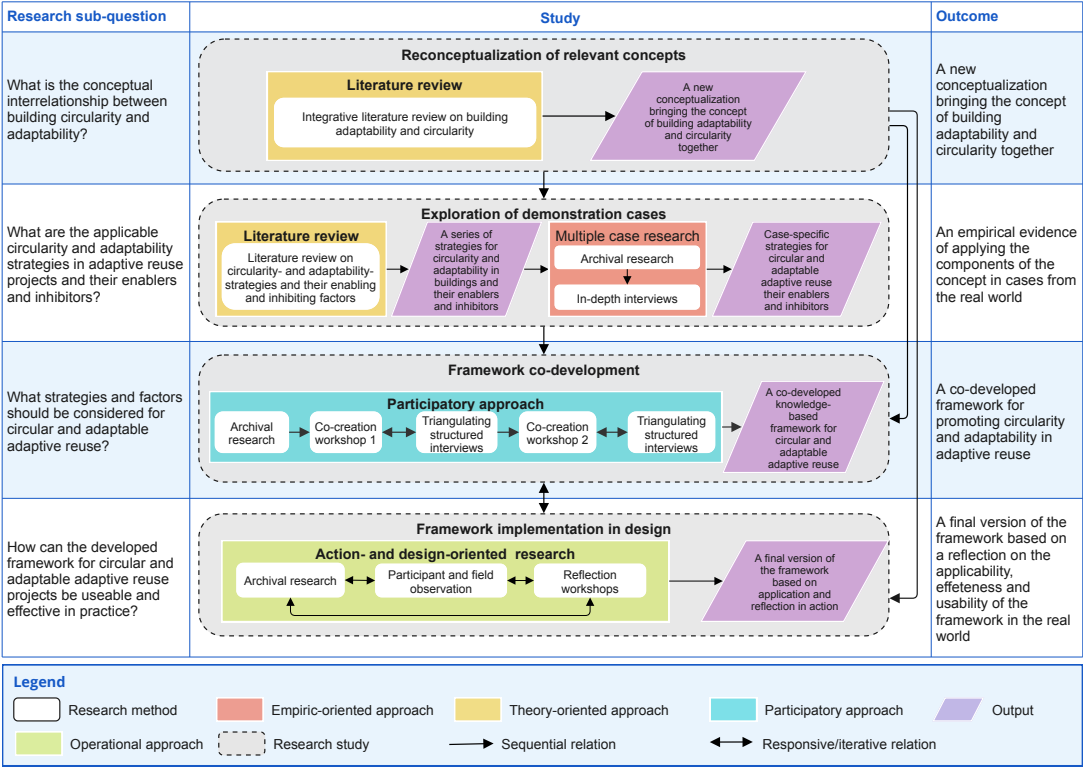 Research sub-question
Study
Outcome
What is the conceptual
interrelationship between
building circularity and
adaptability?
Reconceptualization of relevant concepts
Literature review
Integrative literature review on building
adaptability and circularity
A new
conceptualization
bringing the concept
of building adaptability
and circularity
together
A new
conceptualization
bringing the concept
of building
adaptability and
circularity together
What are the applicable
circularity and adaptability
strategies in adaptive reuse
projects and their enablers
and inhibitors?
Exploration of demonstration cases
Literature review
Literature review on
circularity- and adaptability-
strategies and their enabling
and inhibiting factors
A series of
strategies for
circularity and
adaptability in
buildings and
their enablers
and inhibitors
Multiple case research
Archival research
In-depth interviews
Case-specific
strategies for
circular and
adaptable
adaptive reuse
their enablers
and inhibitors
An empirical evidence
of applying the
components of the
concept in cases from
the real world
What strategies and factors
should be considered for
circular and adaptable
adaptive reuse?
Framework co-development
Participatory approach
Archival
research
Co-creation
workshop 1
Triangulating
structured
interviews
Co-creation
workshop 2
Triangulating
structured
interviews
A co-developed
knowledge-
based
framework for
circular and
adaptable
adaptive reuse
A co-developed
framework for
promoting circularity
and adaptability in
adaptive reuse
How can the developed
framework for circular and
adaptable adaptive reuse
projects be useable and
effective in practice?
Framework implementation in design
Action- and design-oriented research
Archival research
Participant and field
observation
Reflection
workshops
A final version of
the framework
based on
application and
reflection in action
A final version of the
framework based on
a reflection on the
applicability,
effeteness and
usability of the
framework in the real
world
Legend
Research method
Empiric-oriented approach
Theory-oriented approach
Participatory approach
Output
Operational approach
Research study
Sequential relation
Responsive/iterative relation